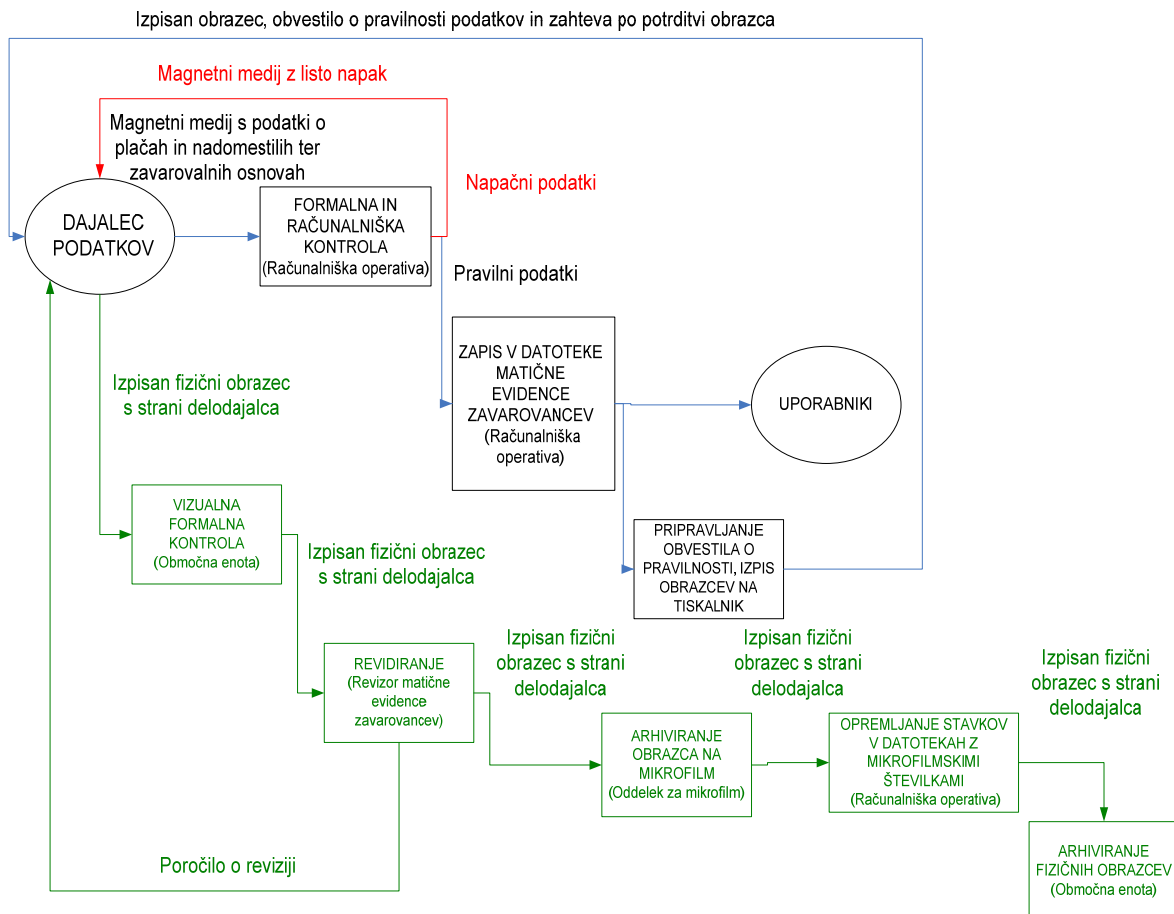 Izpisan obrazec, obvestilo o pravilnosti podatkov in zahteva po potrditvi obrazca
Magnetni medij z listo napak
Magnetni medij s podatki o
plačah in nadomestilih ter
zavarovalnih osnovah
Napačni podatki
DAJALEC
PODATKOV
FORMALNA IN
RAČUNALNIŠKA
KONTROLA
(Računalniška operativa)
Pravilni podatki
ZAPIS V DATOTEKE
MATIČNE
EVIDENCE
ZAVAROVANCEV
(Računalniška
operativa)
UPORABNIKI
Izpisan fizični obrazec
s strani delodajalca
VIZUALNA
FORMALNA
KONTROLA
(Območna enota)
Izpisan fizični obrazec
s strani delodajalca
PRIPRAVLJANJE
OBVESTILA O
PRAVILNOSTI, IZPIS
OBRAZCEV NA
TISKALNIK
REVIDIRANJE
(Revizor matične
evidence
zavarovancev)
Izpisan fizični
obrazec s strani
delodajalca
Izpisan fizični
obrazec s strani
delodajalca
Izpisan fizični
obrazec s strani
delodajalca
ARHIVIRANJE
OBRAZCA NA
MIKROFILM
(Oddelek za mikrofilm)
OPREMLJANJE STAVKOV
V DATOTEKAH Z
MIKROFILMSKIMI
ŠTEVILKAMI
(Računalniška operativa)
Poročilo o reviziji
ARHIVIRANJE
FIZIČNIH OBRAZCEV
(Območna enota)